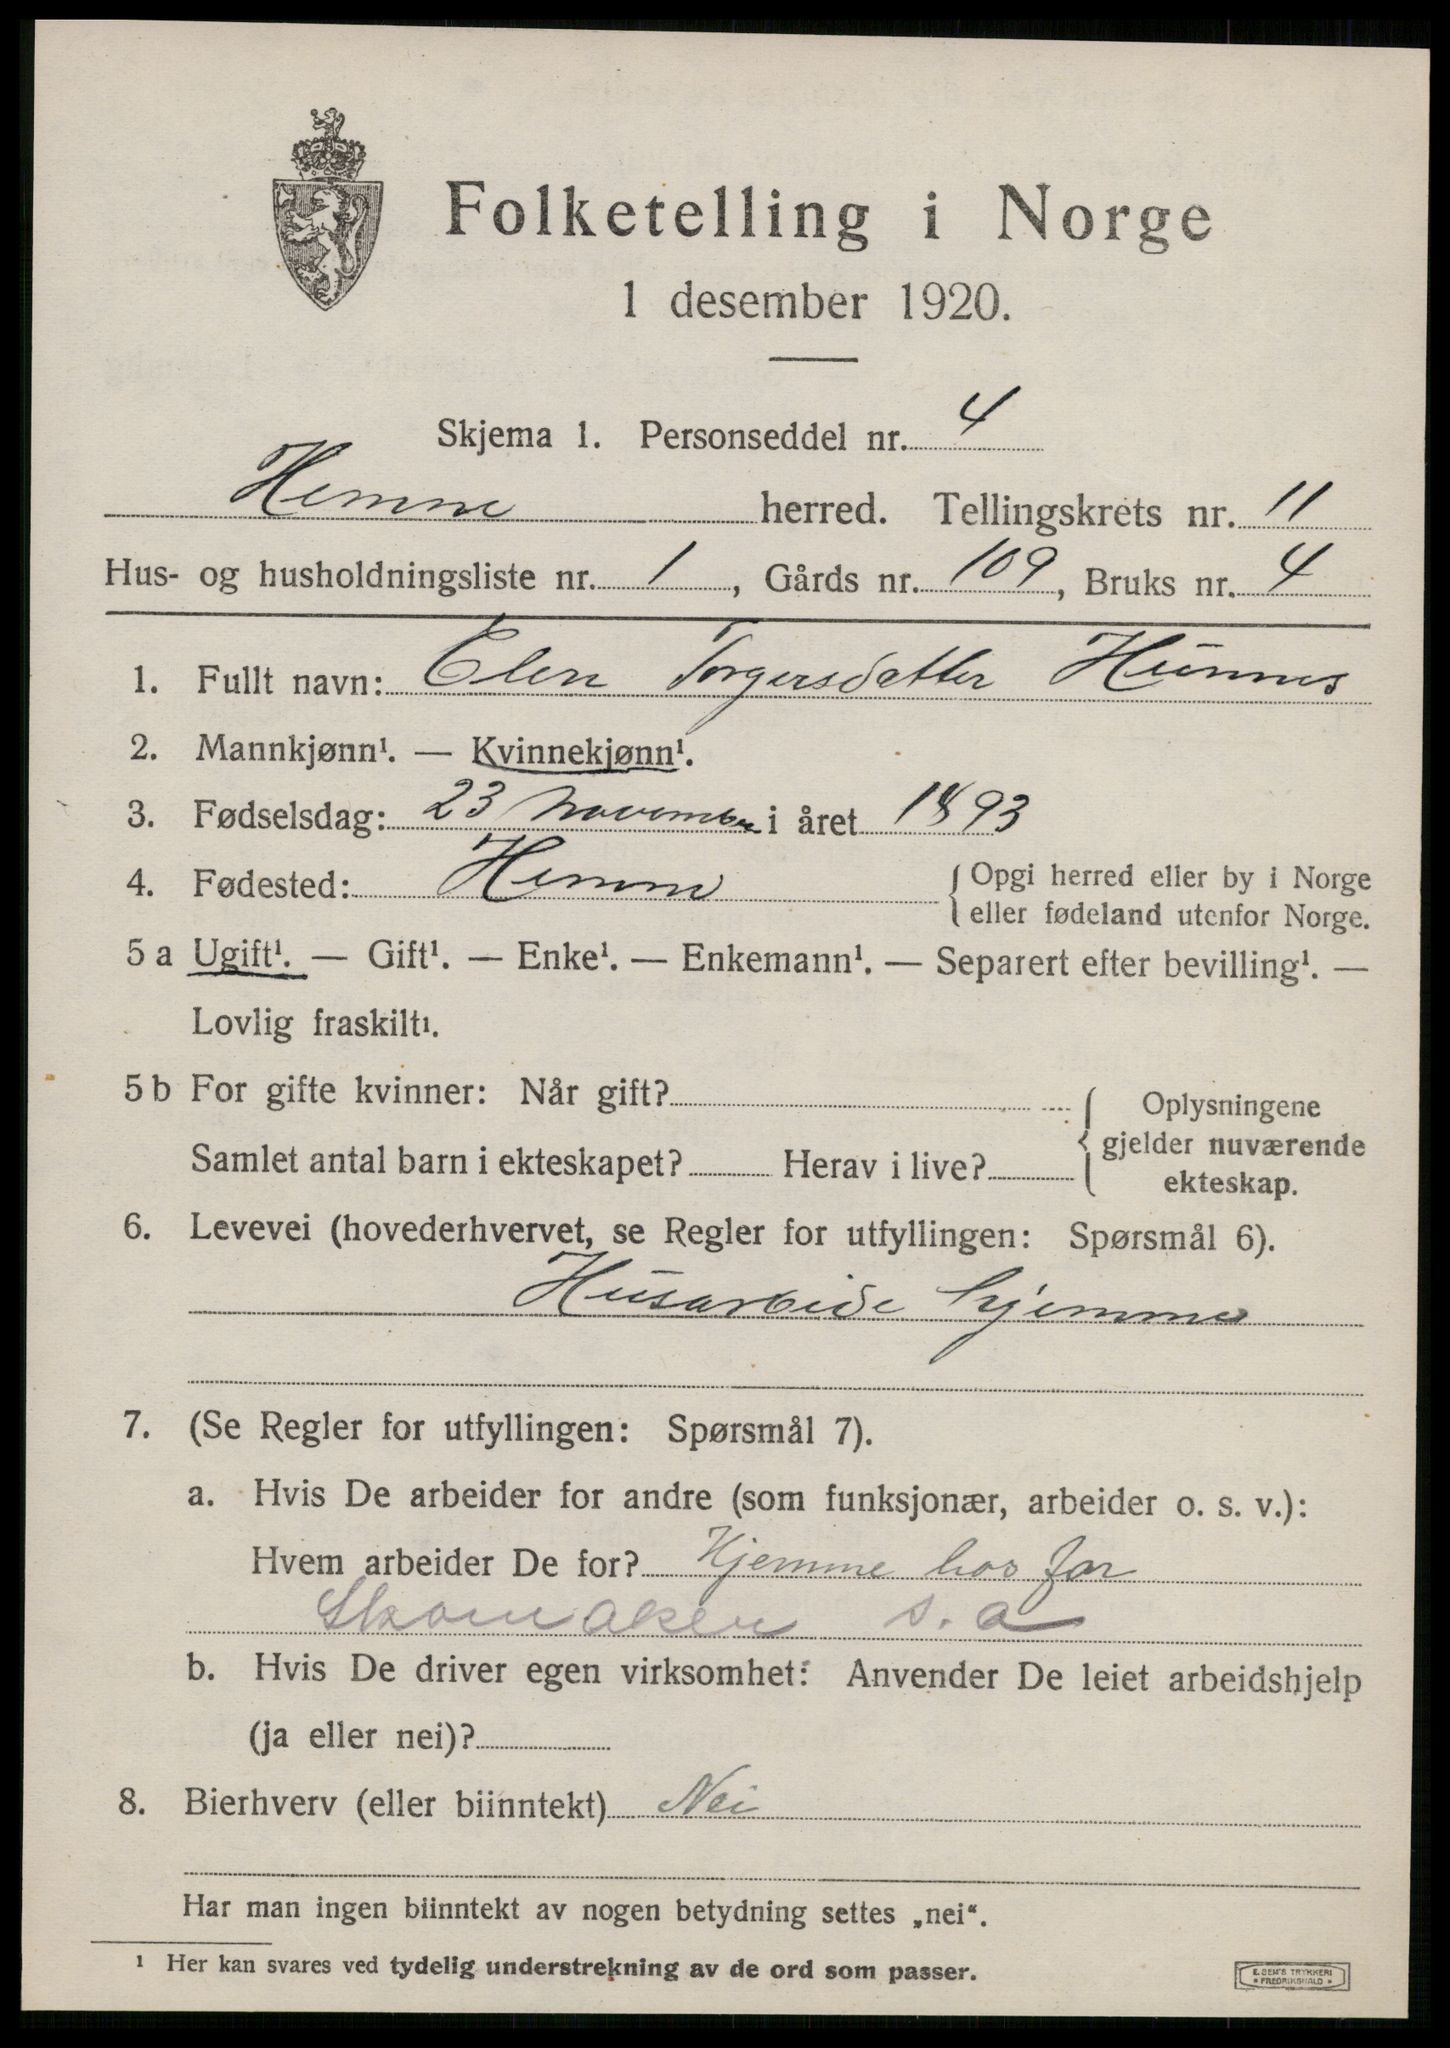 Folketelling i Norge
1 desember 1920.
Skjema 1. Personseddel nr. 4
Hemne herred. Tellingskrets nr. 11
Hus- og husholdningsliste nr. 1, Gårds nr. 109, Bruks nr. 4
1. Fullt navn: Elen Torgersdatter Hunnes
2. Mannkjønn¹. — Kvinnekjønn¹.
3. Fødselsdag: 23 november i året 1893
4. Fødested: Hemne { Opgi herred eller by i Norge
eller fødeland utenfor Norge.
5 a Ugift¹. — Gift¹. — Enke¹. — Enkemann¹. — Separert efter bevilling¹. —
Lovlig fraskilt¹.
5 b For gifte kvinner: Når gift?
Samlet antal barn i ekteskapet? Herav i live?
{ Oplysningene
gjelder nuværende
ekteskap.
6. Levevei (hovederhvervet, se Regler for utfyllingen: Spørsmål 6).
Husarbeide hjemme
7. (Se Regler for utfyllingen: Spørsmål 7).
a. Hvis De arbeider for andre (som funksjonær, arbeider o. s. v.):
Hvem arbeider De for? Hjemme hos far
Skomaker s. a
b. Hvis De driver egen virksomhet: Anvender De leiet arbeidshjelp
(ja eller nei)?
8. Bierhverv (eller biinntekt) Nei
Har man ingen biinntekt av nogen betydning settes „nei“.
¹ Her kan svares ved tydelig understrekning av de ord som passer.
E. SEM'S TRYKKERI
* FREDRIKSHALD *